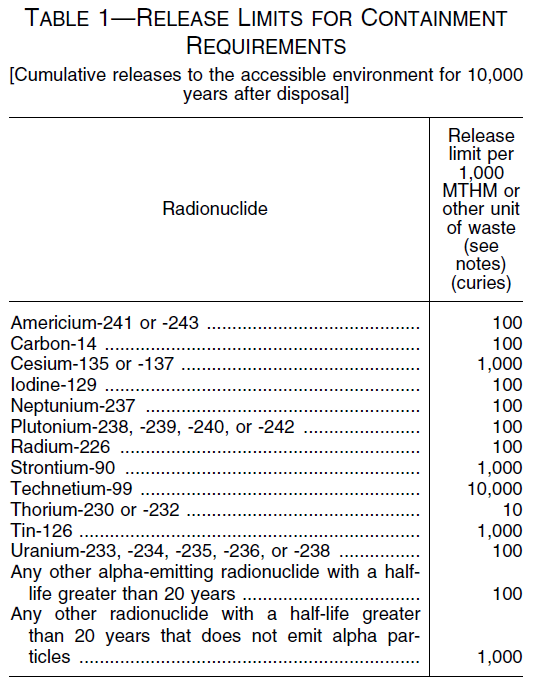 TABLE 1—RELEASE LIMITS FOR CONTAINMENT
REQUIREMENTS
[Cumulative releases to the accessible environment for 10,000
years after disposal]
Radionuclide
Release
limit per
1,000
MTHM or
other unit
of waste
(see
notes)
(curies)
Americium-241 or -243 ......................................... 100
Carbon-14 ............................................................. 100
Cesium-135 or -137 .............................................. 1,000
Iodine-129 ............................................................. 100
Neptunium-237 ..................................................... 100
Plutonium-238, -239, -240, or -242 ...................... 100
Radium-226 .......................................................... 100
Strontium-90 ......................................................... 1,000
Technetium-99 ...................................................... 10,000
Thorium-230 or -232 ............................................. 10
Tin-126 .................................................................. 1,000
Uranium-233, -234, -235, -236, or -238 ............... 100
Any other alpha-emitting radionuclide with a half-
life greater than 20 years .................................. 100
Any other radionuclide with a half-life greater
than 20 years that does not emit alpha par-
ticles .................................................................. 1,000